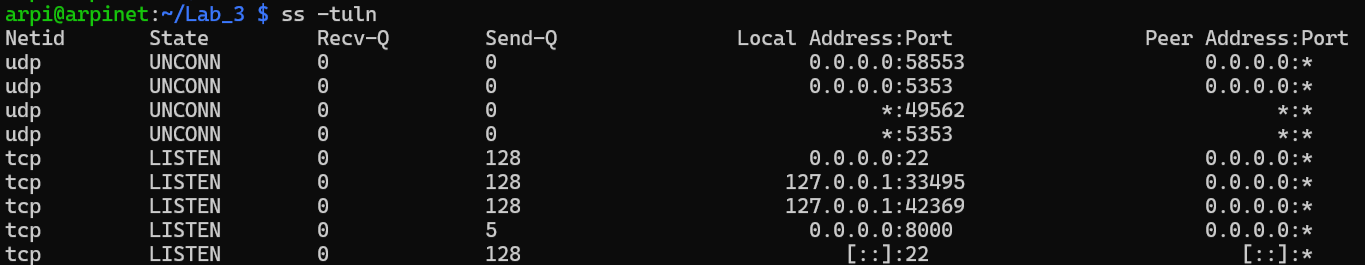 arpi@arpinet:~/Lab_3 $ ss -tuln
Netid State Recv-Q Send-Q Local Address:Port Peer Address:Port
udp UNCONN 0 0 0.0.0.0:58553 0.0.0.0:*
udp UNCONN 0 0 0.0.0.0:5353 0.0.0.0:*
udp UNCONN 0 0 *:49562 *:*
udp UNCONN 0 0 *:5353 *:*
tcp LISTEN 0 128 0.0.0.0:22 0.0.0.0:*
tcp LISTEN 0 128 127.0.0.1:33495 0.0.0.0:*
tcp LISTEN 0 128 127.0.0.1:42369 0.0.0.0:*
tcp LISTEN 0 5 0.0.0.0:8000 0.0.0.0:*
tcp LISTEN 0 128 [::]:22 [::]:*